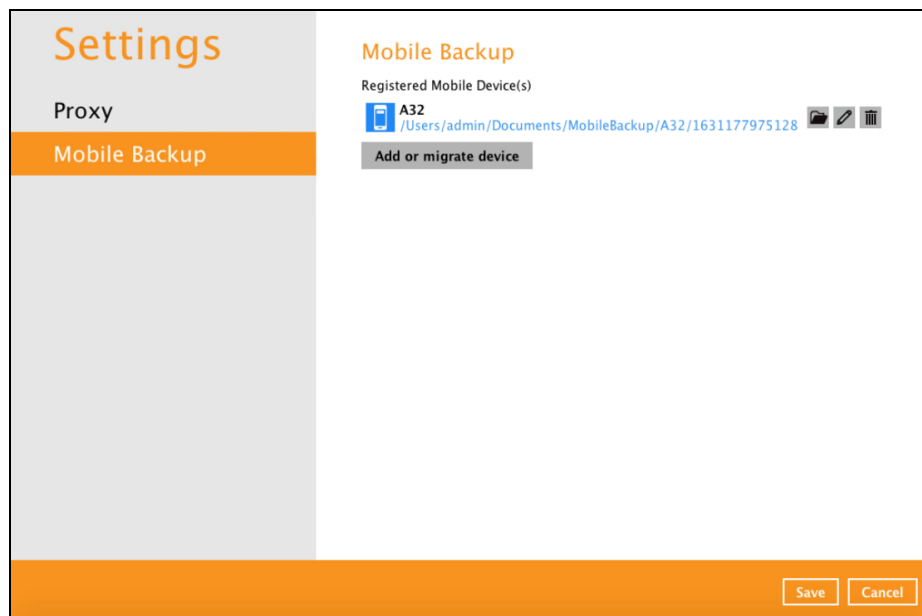 Settings
Proxy
Mobile Backup
Mobile Backup
Registered Mobile Device(s)
A32
/Users/admin/Documents/MobileBackup/A32/1631177975128
Add or migrate device
Save Cancel